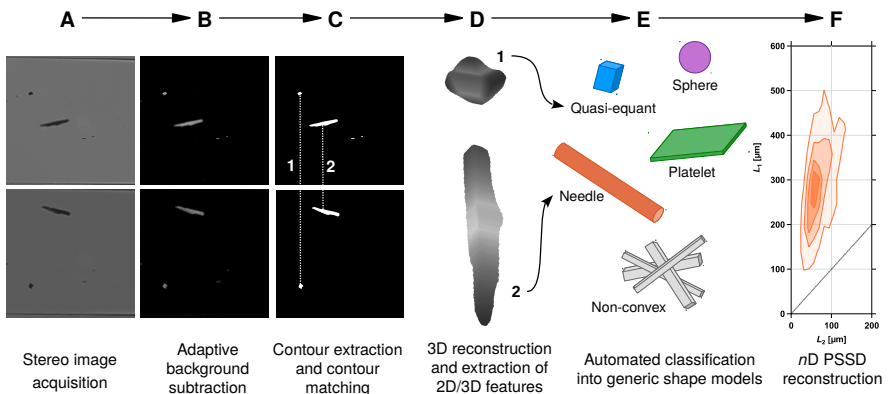 A
B
C
D
E
F
1
2
1
2
Quasi-equant
Sphere
Platelet
Needle
Non-convex
600
500
400
300
200
100
0
L1 [µm]
0
100
200
L2 [µm]
Stereo image
acquisition
Adaptive
background
subtraction
Contour extraction
and contour
matching
3D reconstruction
and extraction of
2D/3D features
Automated classification
into generic shape models
nD PSSD
reconstruction